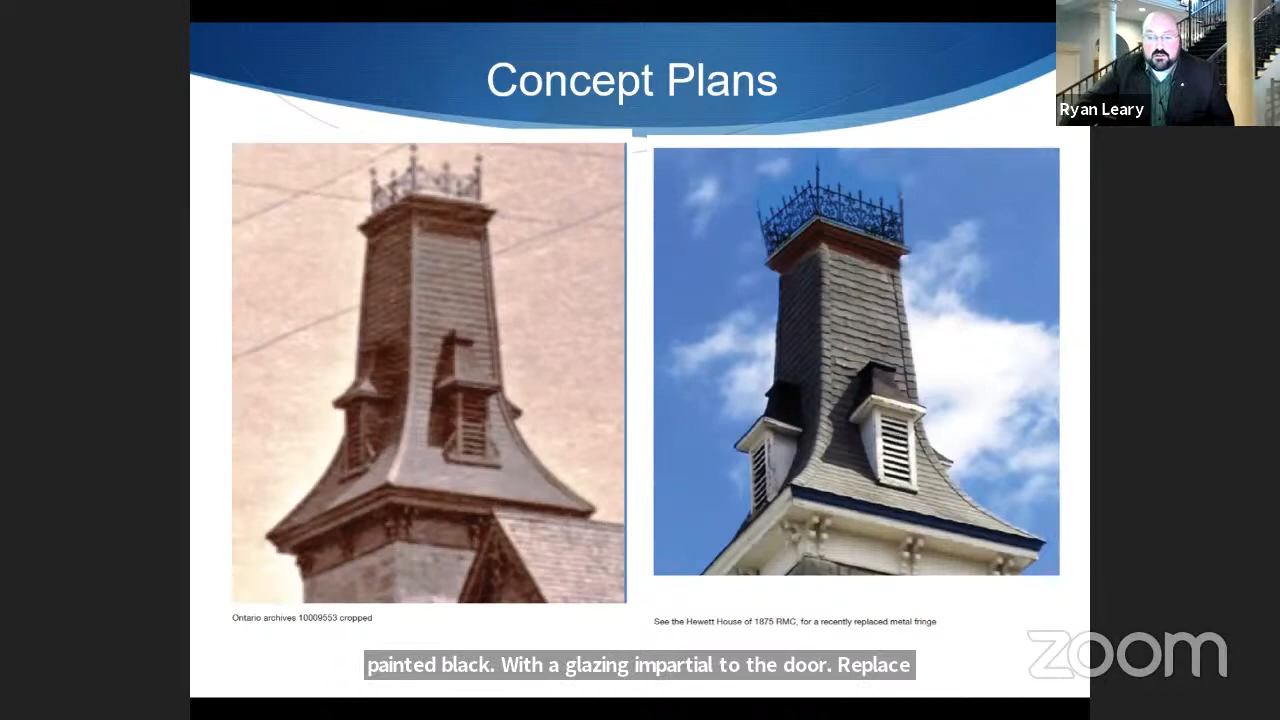 Concept Plans
Ryan Leary
Ontario archives 10009553 cropped
See the Hewett House of 1875 RMC, for a recently replaced metal fringe
painted black. With a glazing impartial to the door. Replace
zoom